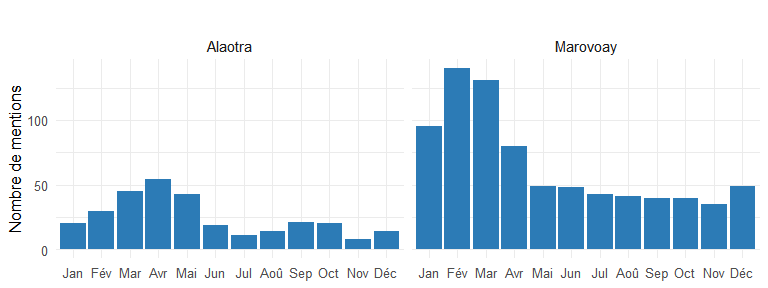 Alaotra
Marovoay
Nombre de mentions
100
50
0
Jan Fév Mar Avr Mai Jun Jul Aoû Sep Oct Nov Déc
Jan Fév Mar Avr Mai Jun Jul Aoû Sep Oct Nov Déc